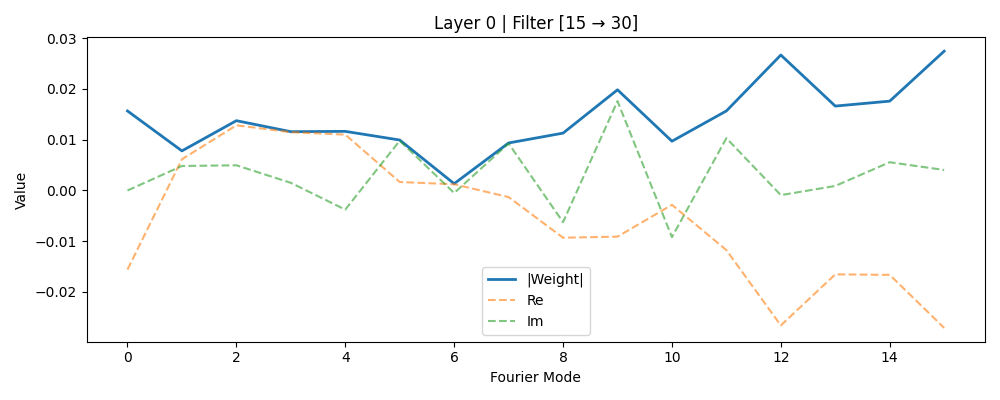 Layer 0 | Filter [15 → 30]
Value
0.03
0.02
0.01
0.00
−0.01
−0.02
|Weight|
Re
Im
0 2 4 6 8 10 12 14
Fourier Mode